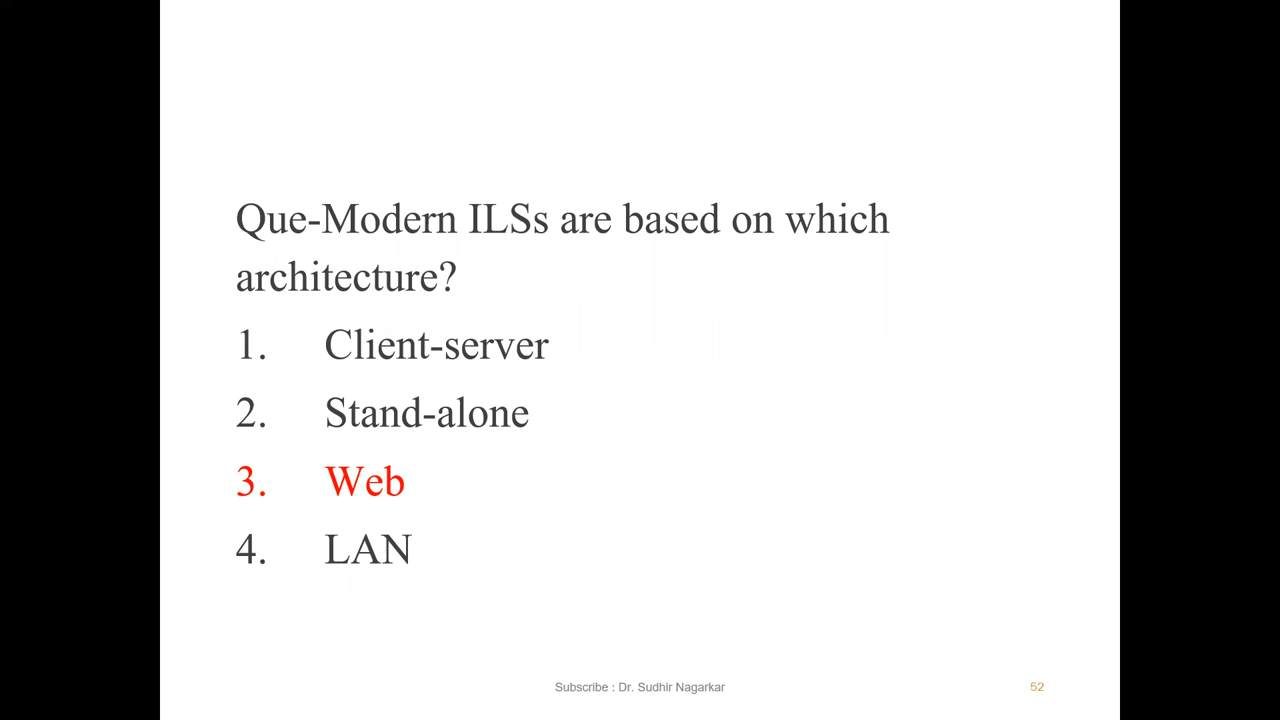 Que-Modern ILSs are based on which
architecture?
1. Client-server
2. Stand-alone
3. Web
4. LAN
Subscribe : Dr. Sudhir Nagarkar
52